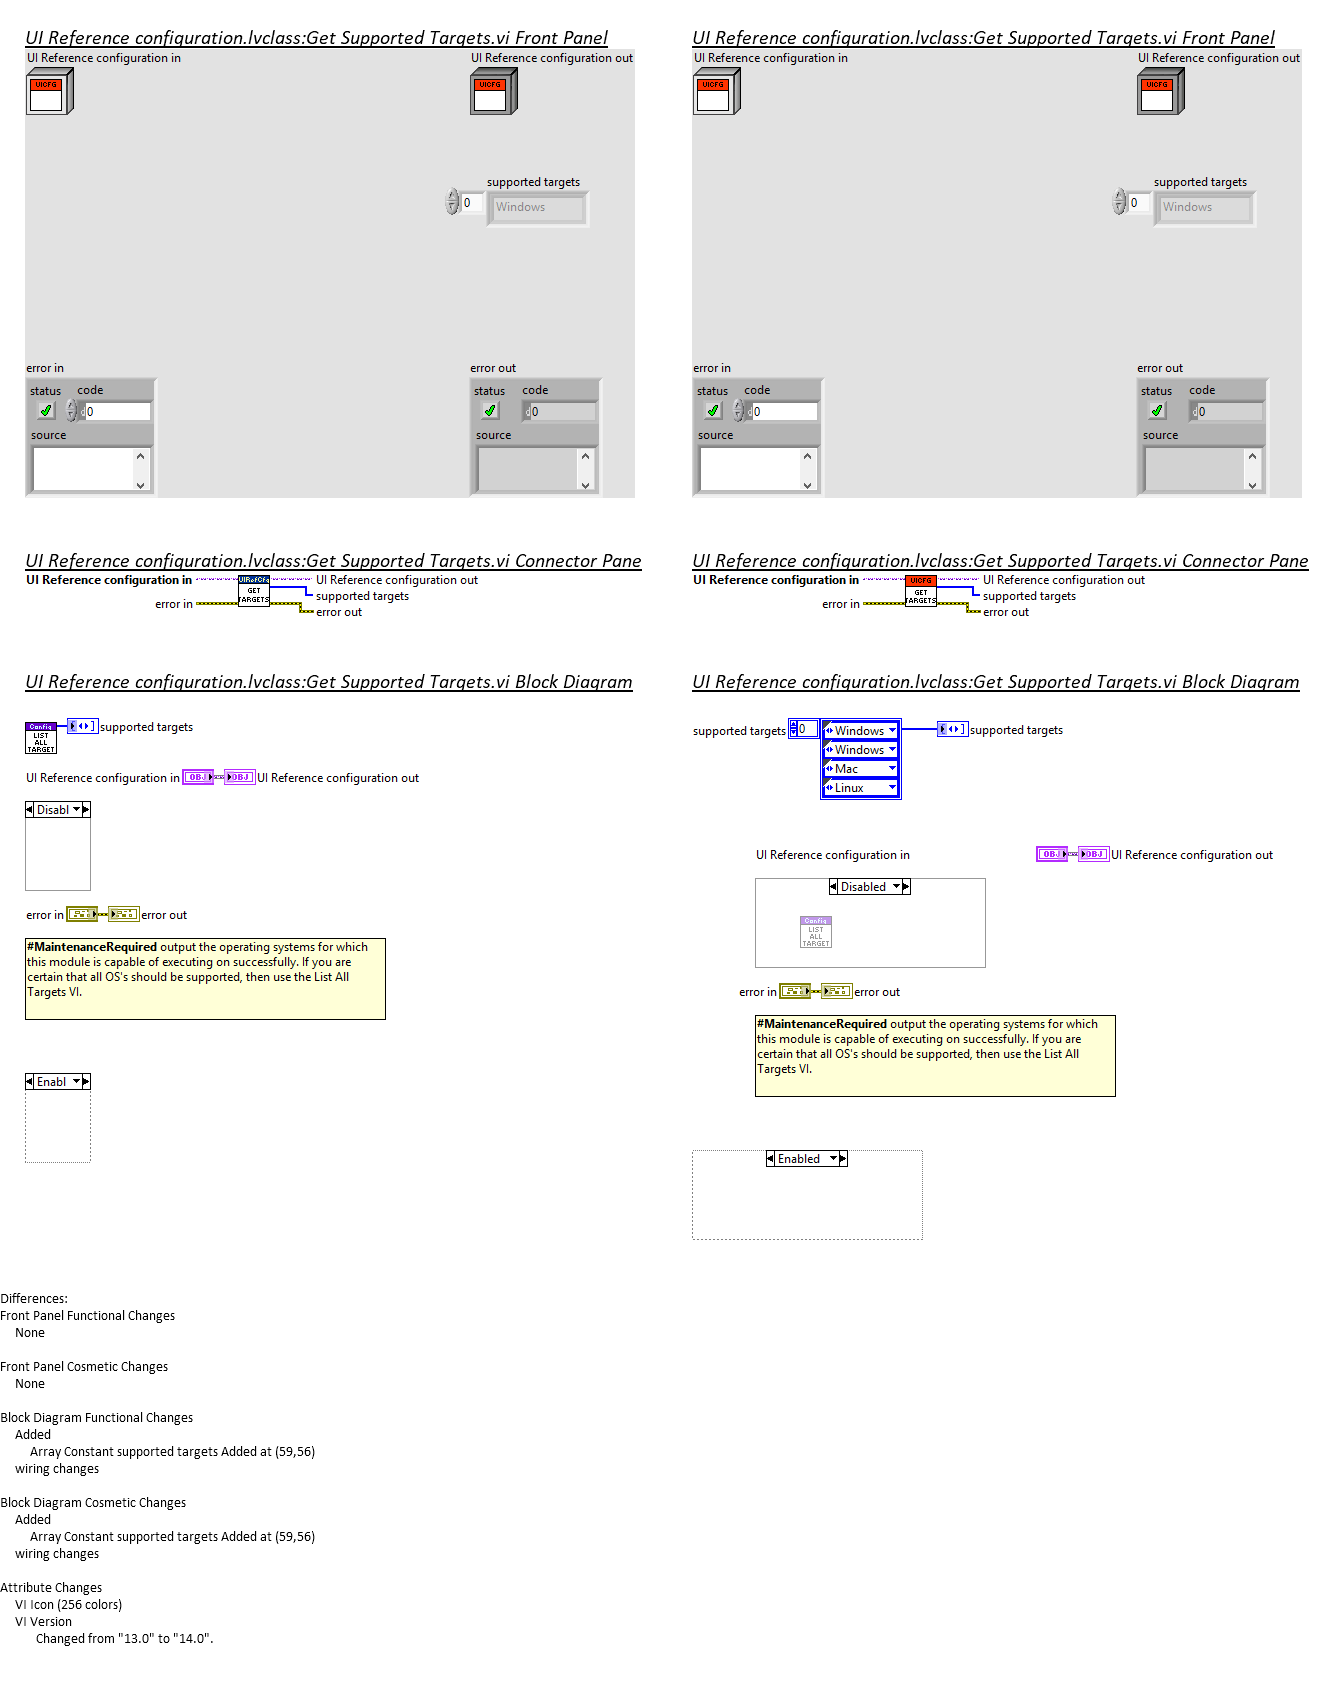 UI Reference configuration.lvclass:Get Supported Targets.vi Front Panel
UI Reference configuration in
UI Reference configuration out
UICFG
UICFG
supported targets
0
Windows
error in
error out
status code
status code
d0
d0
source
source
UI Reference configuration.lvclass:Get Supported Targets.vi Connector Pane
UI Reference configuration in
UIRefCfg
GET
TARGETS
UI Reference configuration out
supported targets
error in
error out
UI Reference configuration.lvclass:Get Supported Targets.vi Block Diagram
Config
LIST
ALL
TARGET
supported targets
UI Reference configuration in OBJ OBJ UI Reference configuration out
Disabl
error in
error out
#MaintenanceRequired output the operating systems for which
this module is capable of executing on successfully. If you are
certain that all OS's should be supported, then use the List All
Targets VI.
Enabl
UI Reference configuration.lvclass:Get Supported Targets.vi Front Panel
UI Reference configuration in
UI Reference configuration out
UICFG
UICFG
supported targets
0
Windows
error in
error out
status code
status code
d0
d0
source
source
UI Reference configuration.lvclass:Get Supported Targets.vi Connector Pane
UI Reference configuration in
UICFG
GET
TARGETS
UI Reference configuration out
supported targets
error in
error out
UI Reference configuration.lvclass:Get Supported Targets.vi Block Diagram
supported targets 0 Windows
Windows
Mac
Linux
supported targets
UI Reference configuration in
OBJ OBJ UI Reference configuration out
Disabled
Config
LIST
ALL
TARGET
error in
error out
#MaintenanceRequired output the operating systems for which
this module is capable of executing on successfully. If you are
certain that all OS's should be supported, then use the List All
Targets VI.
Enabled
Differences:
Front Panel Functional Changes
None
Front Panel Cosmetic Changes
None
Block Diagram Functional Changes
Added
Array Constant supported targets Added at (59,56)
wiring changes
Block Diagram Cosmetic Changes
Added
Array Constant supported targets Added at (59,56)
wiring changes
Attribute Changes
VI Icon (256 colors)
VI Version
Changed from "13.0" to "14.0".